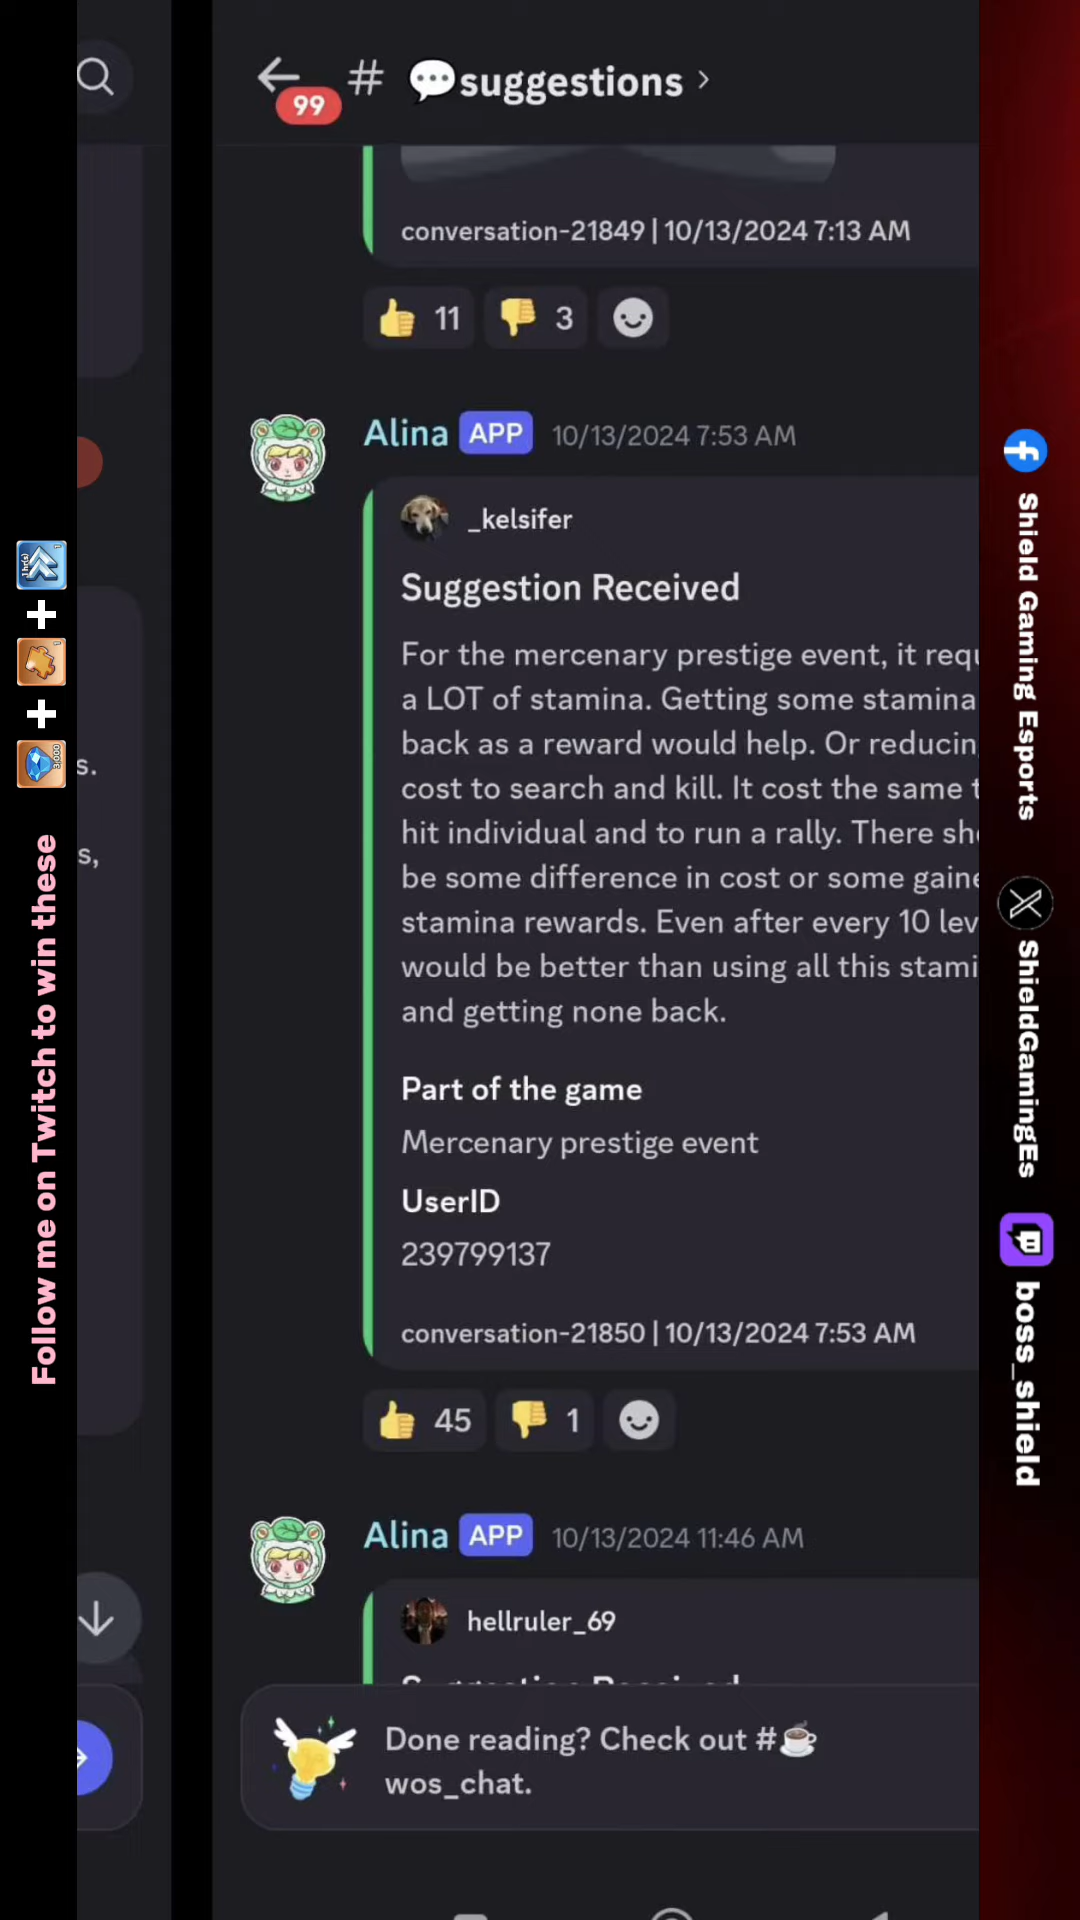 99
# 💬suggestions ›
conversation-21849 | 10/13/2024 7:13 AM
👍 11 👎 3
Alina APP 10/13/2024 7:53 AM
_kelsifer
Suggestion Received
For the mercenary prestige event, it
a LOT of stamina. Getting some stamina
back as a reward would help. Or
cost to search and kill. It cost the same
hit individual and to run a rally. There
be some difference in cost or some
stamina rewards. Even after every 10
would be better than using all this
and getting none back.
Part of the game
Mercenary prestige event
UserID
239799137
conversation-21850 | 10/13/2024 7:53 AM
👍 45 👎 1
Alina APP 10/13/2024 11:46 AM
hellruler_69
Done reading? Check out #☕
wos_chat.
s.
s,
Follow me on Twitch to win these
1 hr(s)
1
1
3,000
Shield Gaming Esports
ShieldGamingEs
boss_shield